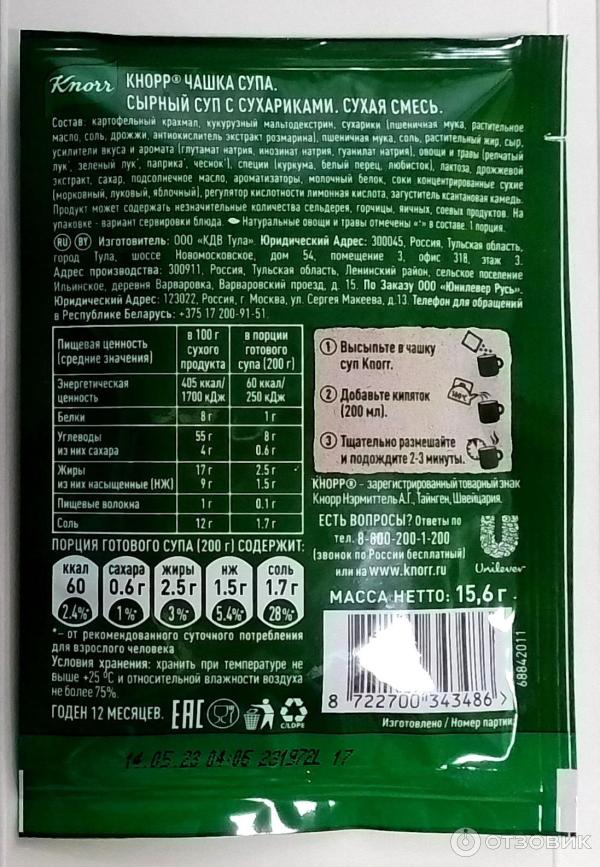 Knorr
КНОРР® ЧАШКА СУПА.
СЫРНЫЙ СУП С СУХАРИКАМИ. СУХАЯ СМЕСЬ.
Состав: картофельный крахмал, кукурузный мальтодекстрин, сухарики (пшеничная мука, растительное
масло, соль, дрожжи, антиокислитель экстракт розмарина), пшеничная мука, соль, растительный жир, сыр,
усилители вкуса и аромата (глутамат натрия, инозинат натрия, гуанилат натрия), овощи и травы (репчатый
лук*, зеленый лук*, паприка*, чеснок*), специи (куркума, белый перец, любисток), лактоза, дрожжевой
экстракт, сахар, подсолнечное масло, ароматизаторы, молочный белок, соки концентрированные сухие
(морковный, луковый, яблочный), регулятор кислотности лимонная кислота, загуститель ксантановая камедь.
Продукт может содержать незначительные количества сельдерея, горчицы, яичных, соевых продуктов. На
упаковке - вариант сервировки блюда. Натуральные овощи и травы отмечены «*» в составе. 1 порция.
RU BY Изготовитель: ООО «КДВ Тула» Юридический Адрес: 300045, Россия, Тульская область,
город Тула, шоссе Новомосковское, дом 54, помещение 3, офис 318, этаж 3.
Адрес производства: 300911, Россия, Тульская область, Ленинский район, сельское поселение
Ильинское, деревня Варваровка, Варваровский проезд, д. 15. По Заказу ООО «Юнилевер Русь».
Юридический Адрес: 123022, Россия, г. Москва, ул. Сергея Макеева, д.13. Телефон для обращений
в Республике Беларусь: +375 17 200-91-51.
Пищевая ценность (средние значения) в 100 г сухого продукта в порции готового супа (200 г)
Энергетическая ценность 405 ккал/ 1700 кДж 60 ккал/ 250 кДж
Белки 8 г 1 г
Углеводы 55 г 8 г
из них сахара 4 г 0.6 г
Жиры 17 г 2.5 г
из них насыщенные (НЖ) 9 г 1.5 г
Пищевые волокна 1 г 0.1 г
Соль 12 г 1.7 г
1 Высыпьте в чашку
суп Knorr.
2 Добавьте кипяток
(200 мл).
100°C
3 Тщательно размешайте
и подождите 2-3 минуты.
КНОРР® - зарегистрированный товарный знак
Кнорр Нэрмиттель А.Г., Тайнген, Швейцария.
ЕСТЬ ВОПРОСЫ? Ответы по
тел. 8-800-200-1-200
(звонок по России бесплатный)
или на www.knorr.ru
Unilever
МАССА НЕТТО: 15,6 г
ПОРЦИЯ ГОТОВОГО СУПА (200 г) СОДЕРЖИТ:
ккал сахара жиры нж соль
60 0.6 г 2.5 г 1.5 г 1.7 г
2.4%* 1%* 3%* 5.4%* 28%*
*– от рекомендованного суточного потребления
для взрослого человека
Условия хранения: хранить при температуре не
выше +25 °С и относительной влажности воздуха
не более 75%.
ГОДЕН 12 МЕСЯЦЕВ. EAC
C/LDPE
8 722700 343486
68842011
Изготовлено / Номер партии
14.05.23 04:06 231972L 17
ОТЗОВИК